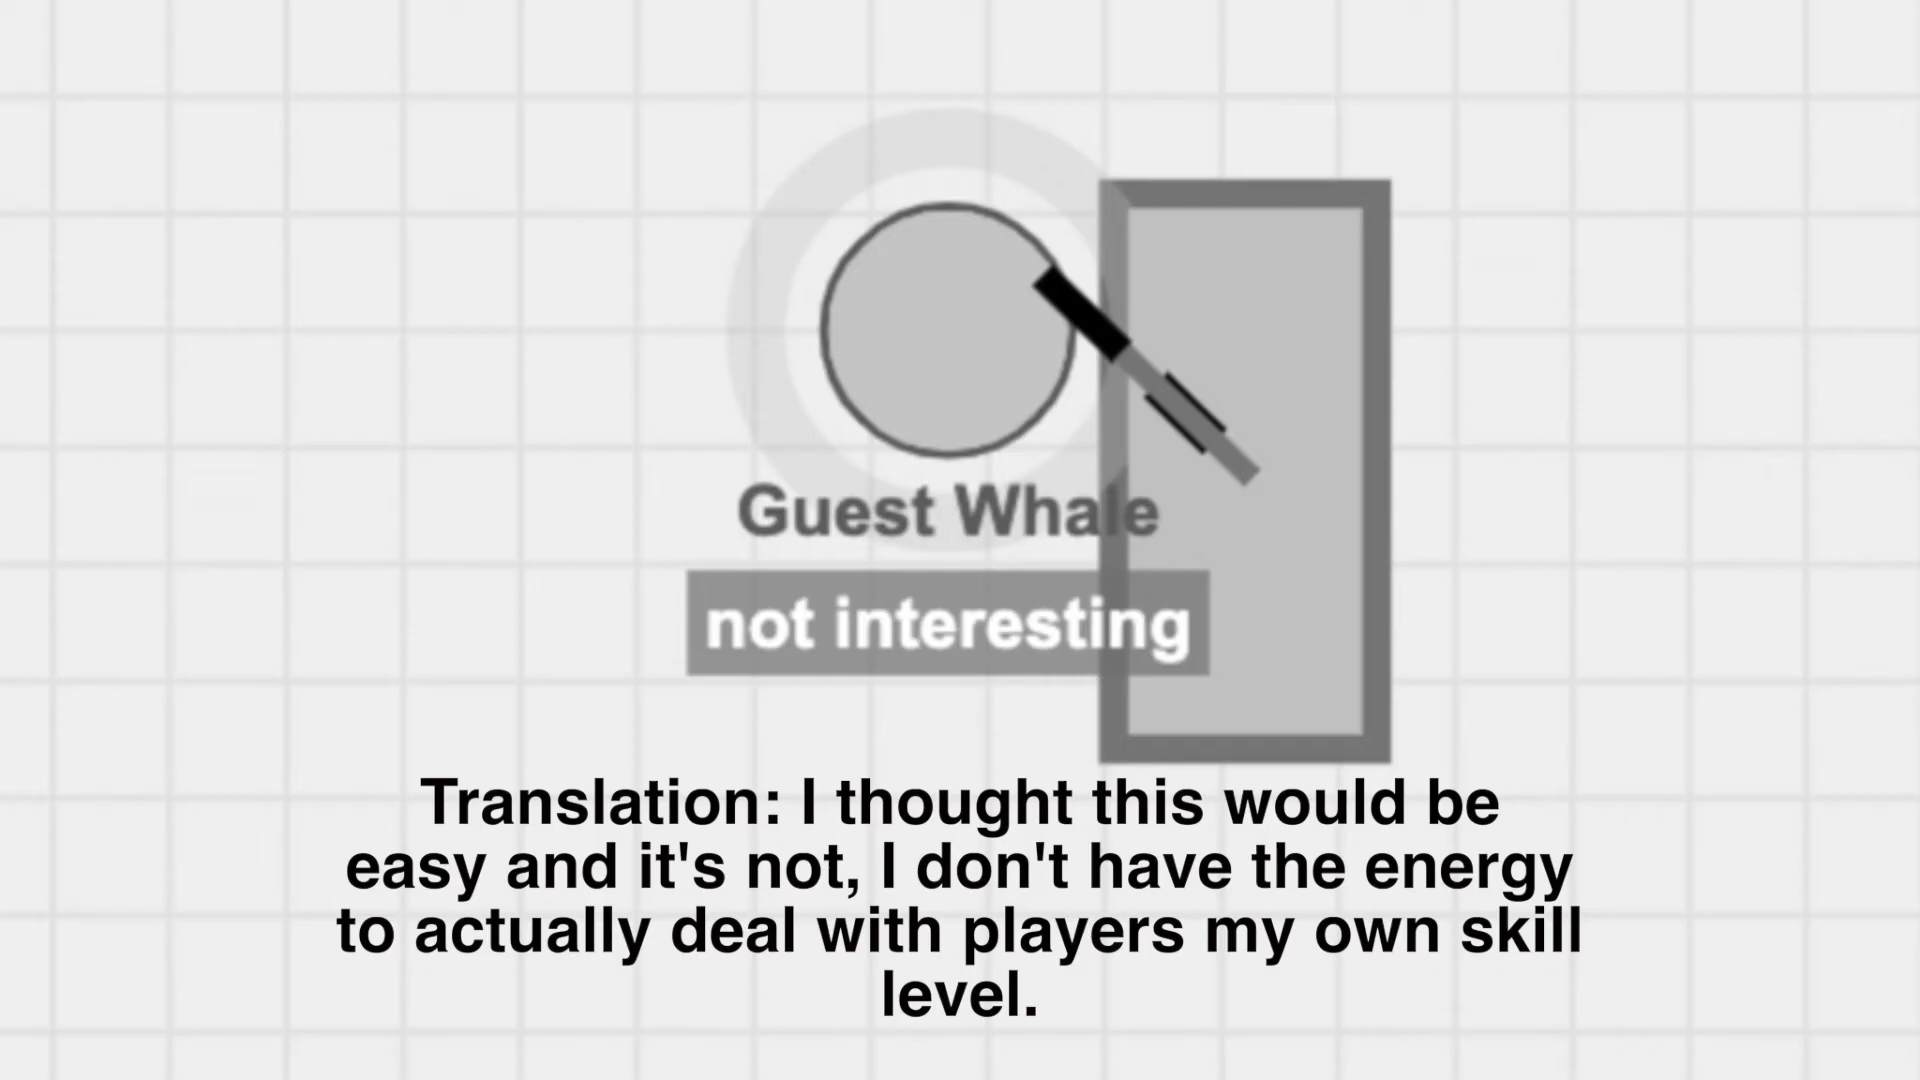 Guest Whale
not interesting
Translation: I thought this would be
easy and it's not, I don't have the energy
to actually deal with players my own skill
level.